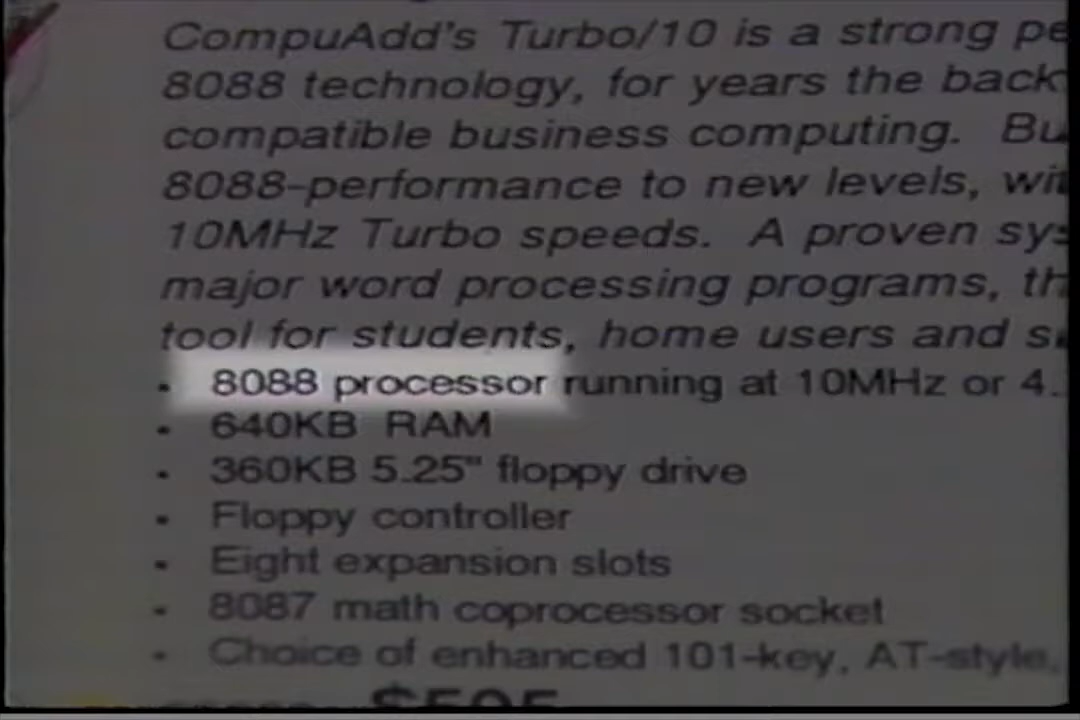 CompuAdd's Turbo/10 is a strong pe
8088 technology, for years the back
compatible business computing. Bu
8088-performance to new levels, wit
10MHz Turbo speeds. A proven sys
major word processing programs, th
tool for students, home users and s
• 8088 processor running at 10MHz or 4.
• 640KB RAM
• 360KB 5.25" floppy drive
• Floppy controller
• Eight expansion slots
• 8087 math coprocessor socket
• Choice of enhanced 101-key, AT-style,